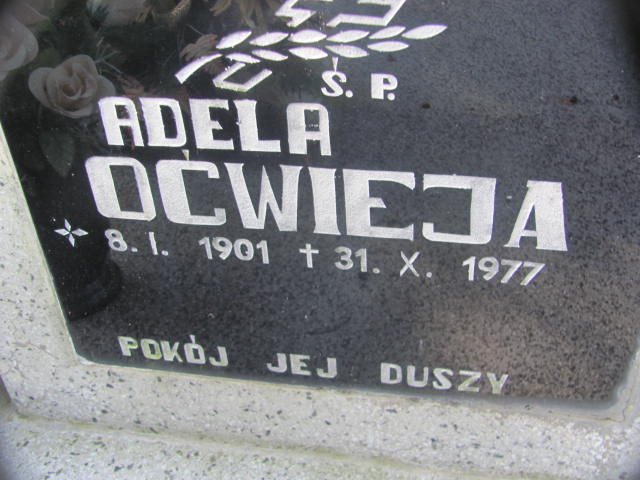 Ś. P.
ADELA
OĆWIEJA
8. I. 1901 † 31. X. 1977
POKÓJ JEJ DUSZY